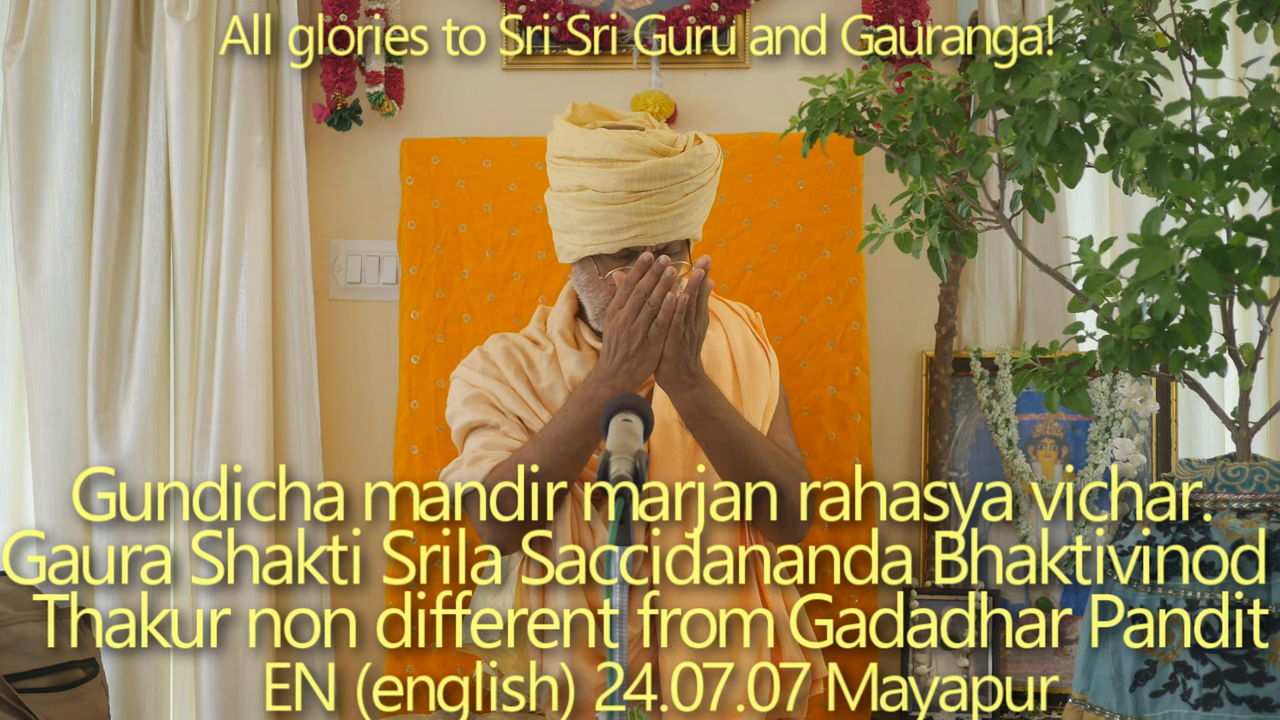 All glories to Sri Sri Guru and Gauranga!
Gundicha mandir marjan rahasya vichar.
Gaura Shakti Srila Saccidananda Bhaktivinod
Thakur non different from Gadadhar Pandit
EN (english) 24.07.07 Mayapur